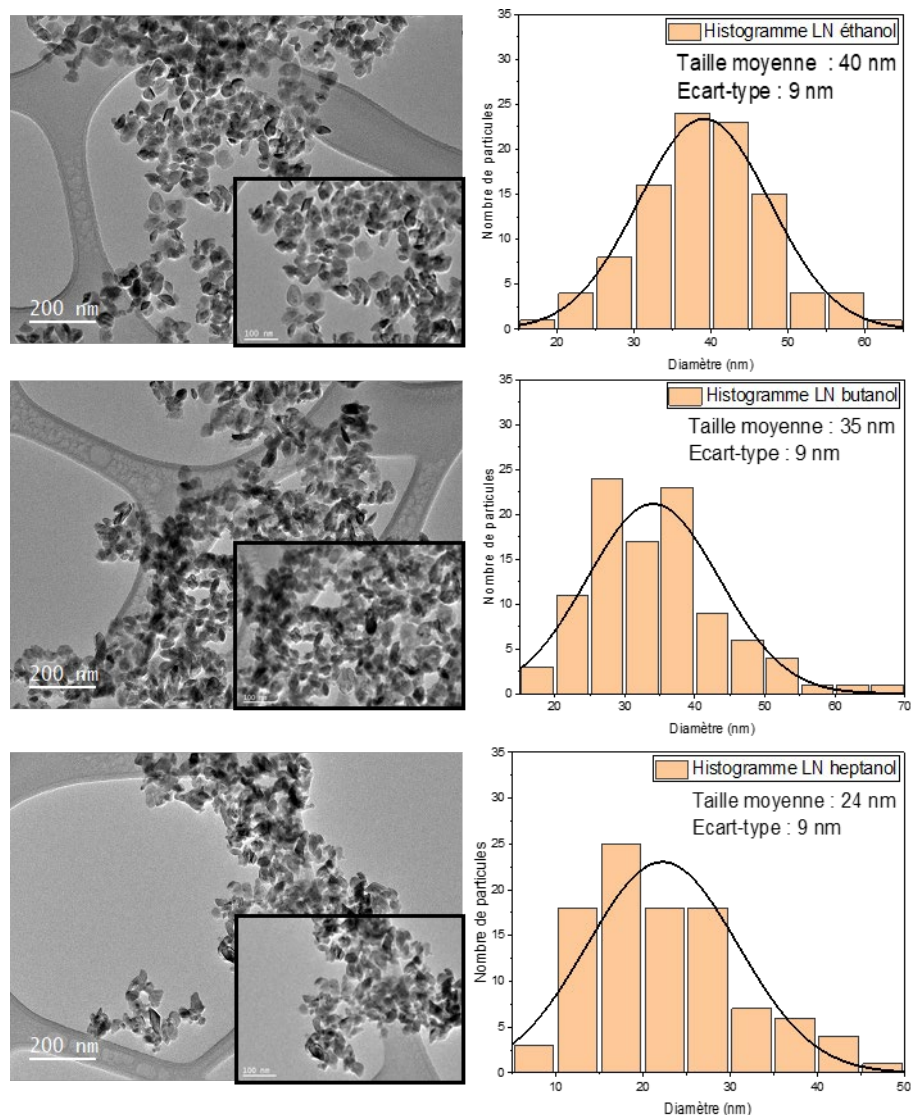 200 nm
100 nm
35
30
25
20
15
10
5
0
Nombre de particules
Histogramme LN éthanol
Taille moyenne : 40 nm
Ecart-type : 9 nm
20 30 40 50 60
Diamètre (nm)
200 nm
100 nm
35
30
25
20
15
10
5
0
Nombre de particules
Histogramme LN butanol
Taille moyenne : 35 nm
Ecart-type : 9 nm
20 30 40 50 60 70
Diamètre (nm)
200 nm
100 nm
35
30
25
20
15
10
5
0
Nombre de particules
Histogramme LN heptanol
Taille moyenne : 24 nm
Ecart-type : 9 nm
10 20 30 40 50
Diamètre (nm)